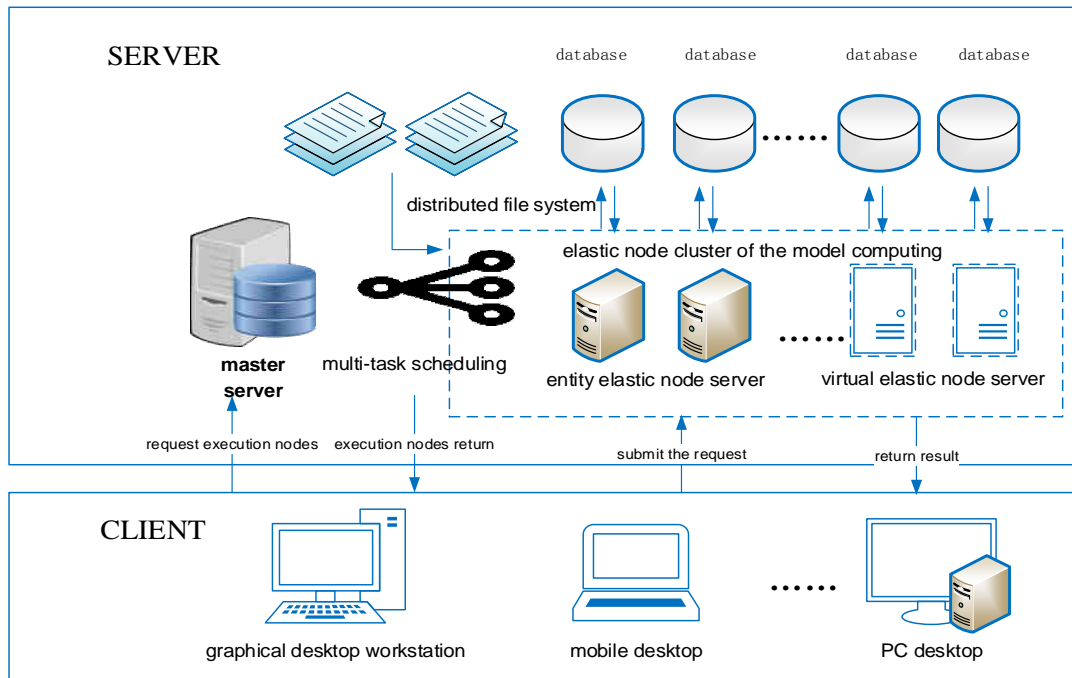 SERVER
database
database
database
database
distributed file system
elastic node cluster of the model computing
master
server
multi-task scheduling
entity elastic node server
virtual elastic node server
request execution nodes
execution nodes return
submit the request
return result
CLIENT
graphical desktop workstation
mobile desktop
PC desktop